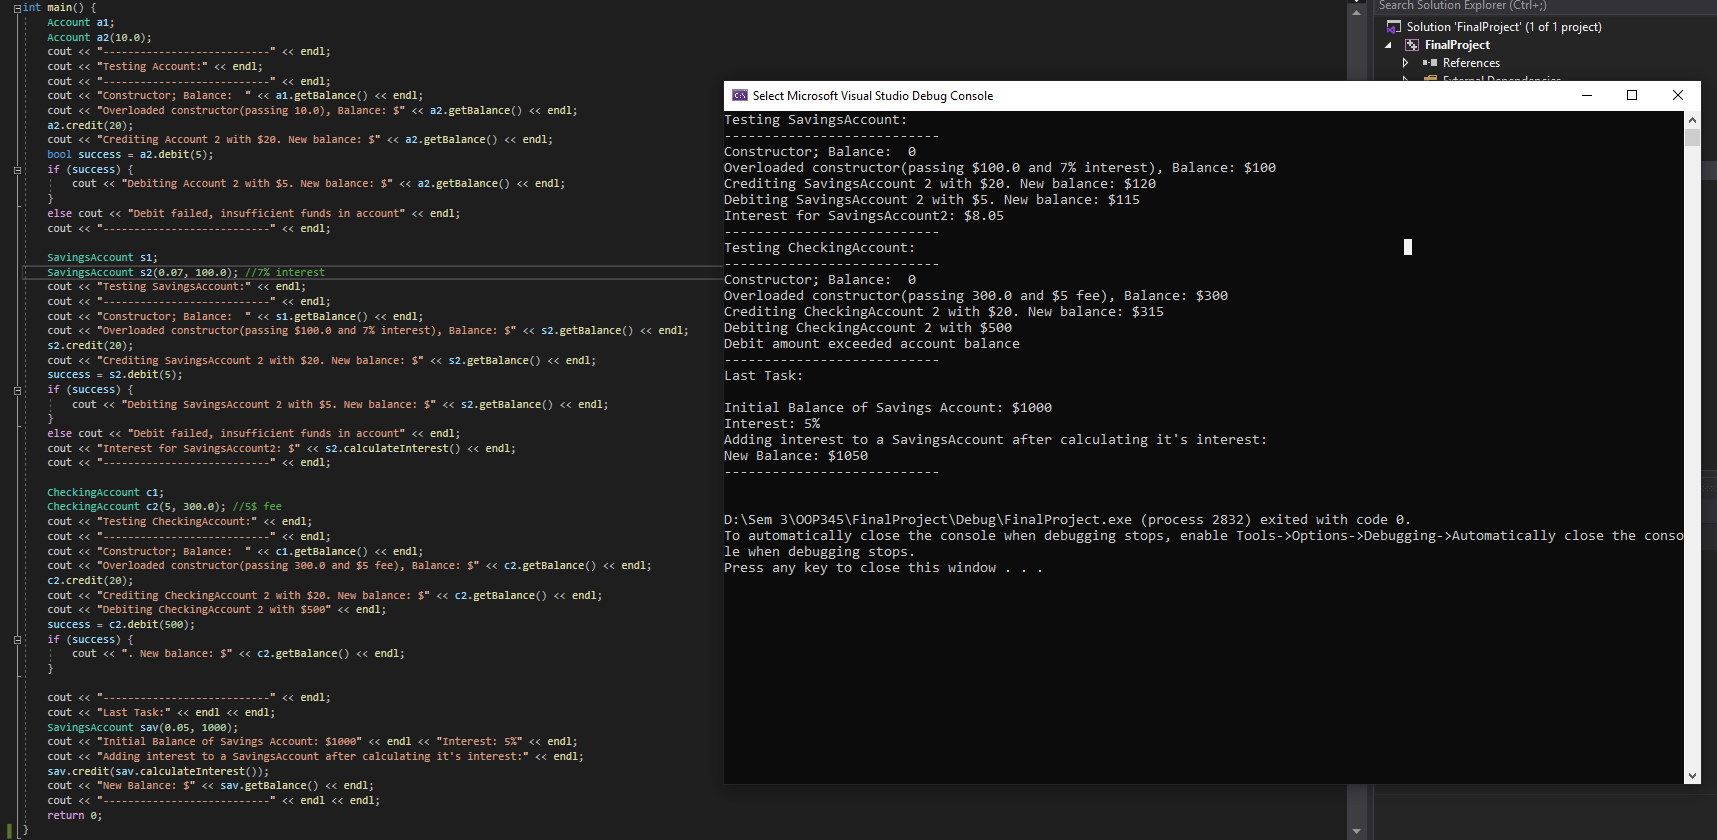 int main() {
Account a1;
Account a2(10.0);
cout << "---------------------------" << endl;
cout << "Testing Account:" << endl;
cout << "---------------------------" << endl;
cout << "Constructor; Balance:  " << a1.getBalance() << endl;
cout << "Overloaded constructor(passing 10.0), Balance: $" << a2.getBalance() << endl;
a2.credit(20);
cout << "Crediting Account 2 with $20. New balance: $" << a2.getBalance() << endl;
bool success = a2.debit(5);
if (success) {
cout << "Debiting Account 2 with $5. New balance: $" << a2.getBalance() << endl;
}
else cout << "Debit failed, insufficient funds in account" << endl;
cout << "---------------------------" << endl;
SavingsAccount s1;
SavingsAccount s2(0.07, 100.0); //7% interest
cout << "Testing SavingsAccount:" << endl;
cout << "---------------------------" << endl;
cout << "Constructor; Balance:  " << s1.getBalance() << endl;
cout << "Overloaded constructor(passing $100.0 and 7% interest), Balance: $" << s2.getBalance() << endl;
s2.credit(20);
cout << "Crediting SavingsAccount 2 with $20. New balance: $" << s2.getBalance() << endl;
success = s2.debit(5);
if (success) {
cout << "Debiting SavingsAccount 2 with $5. New balance: $" << s2.getBalance() << endl;
}
else cout << "Debit failed, insufficient funds in account" << endl;
cout << "Interest for SavingsAccount2: $" << s2.calculateInterest() << endl;
cout << "---------------------------" << endl;
CheckingAccount c1;
CheckingAccount c2(5, 300.0); //5$ fee
cout << "Testing CheckingAccount:" << endl;
cout << "---------------------------" << endl;
cout << "Constructor; Balance:  " << c1.getBalance() << endl;
cout << "Overloaded constructor(passing 300.0 and $5 fee), Balance: $" << c2.getBalance() << endl;
c2.credit(20);
cout << "Crediting CheckingAccount 2 with $20. New balance: $" << c2.getBalance() << endl;
cout << "Debiting CheckingAccount 2 with $500" << endl;
success = c2.debit(500);
if (success) {
cout << ". New balance: $" << c2.getBalance() << endl;
}
cout << "---------------------------" << endl;
cout << "Last Task:" << endl << endl;
SavingsAccount sav(0.05, 1000);
cout << "Initial Balance of Savings Account: $1000" << endl << "Interest: 5%" << endl;
cout << "Adding interest to a SavingsAccount after calculating it's interest:" << endl;
sav.credit(sav.calculateInterest());
cout << "New Balance: $" << sav.getBalance() << endl;
cout << "---------------------------" << endl << endl;
return 0;
}
Search Solution Explorer (Ctrl+;)
Solution 'FinalProject' (1 of 1 project)
FinalProject
References
External Dependencies
Select Microsoft Visual Studio Debug Console
Testing SavingsAccount:
---------------------------
Constructor; Balance:  0
Overloaded constructor(passing $100.0 and 7% interest), Balance: $100
Crediting SavingsAccount 2 with $20. New balance: $120
Debiting SavingsAccount 2 with $5. New balance: $115
Interest for SavingsAccount2: $8.05
---------------------------
Testing CheckingAccount:
---------------------------
Constructor; Balance:  0
Overloaded constructor(passing 300.0 and $5 fee), Balance: $300
Crediting CheckingAccount 2 with $20. New balance: $315
Debiting CheckingAccount 2 with $500
Debit amount exceeded account balance
---------------------------
Last Task:
Initial Balance of Savings Account: $1000
Interest: 5%
Adding interest to a SavingsAccount after calculating it's interest:
New Balance: $1050
---------------------------
D:\Sem 3\OOP345\FinalProject\Debug\FinalProject.exe (process 2832) exited with code 0.
To automatically close the console when debugging stops, enable Tools->Options->Debugging->Automatically close the conso
le when debugging stops.
Press any key to close this window . . .